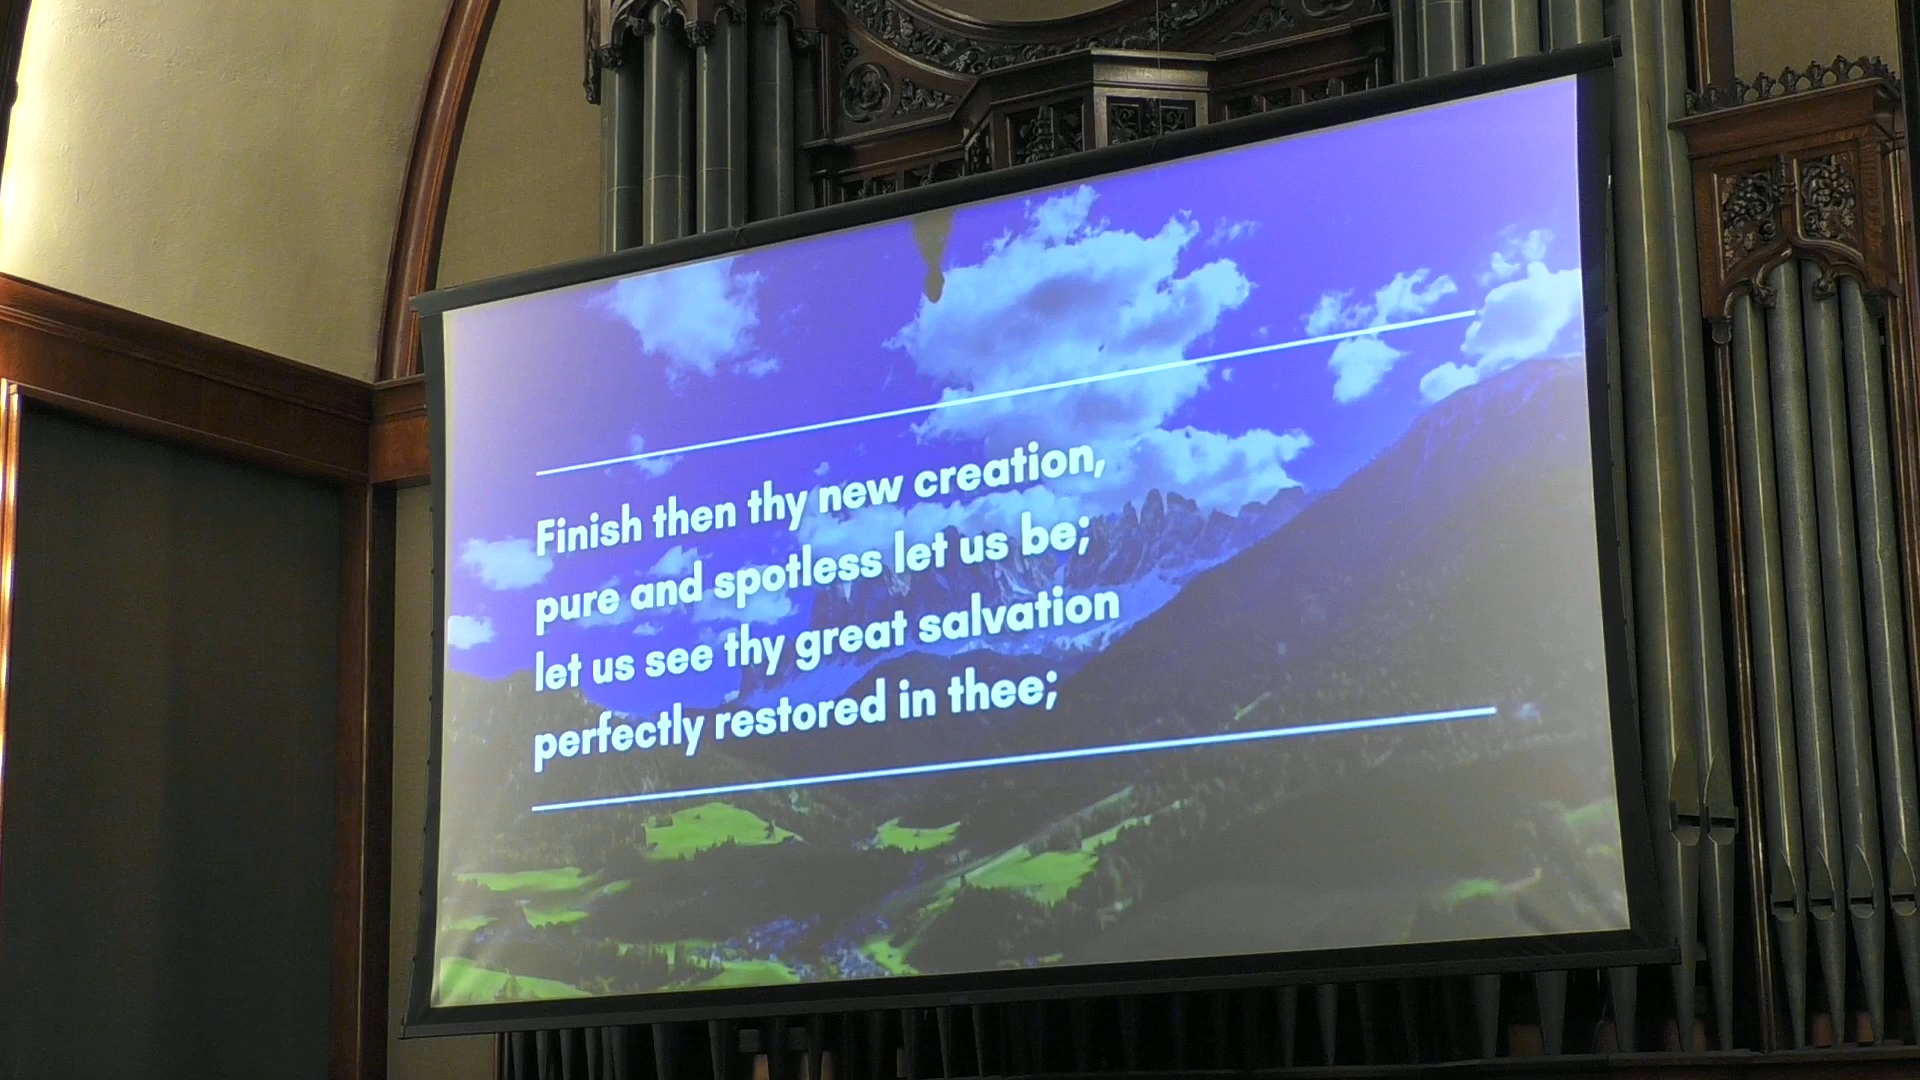 Finish then thy new creation,
pure and spotless let us be;
let us see thy great salvation
perfectly restored in thee;